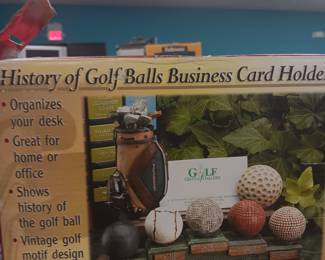 History of Golf Balls Business Card Holde
• Organizes
your desk
• Great for
home or
office
• Shows
history of
the golf ball
• Vintage golf
motif design
GOLF